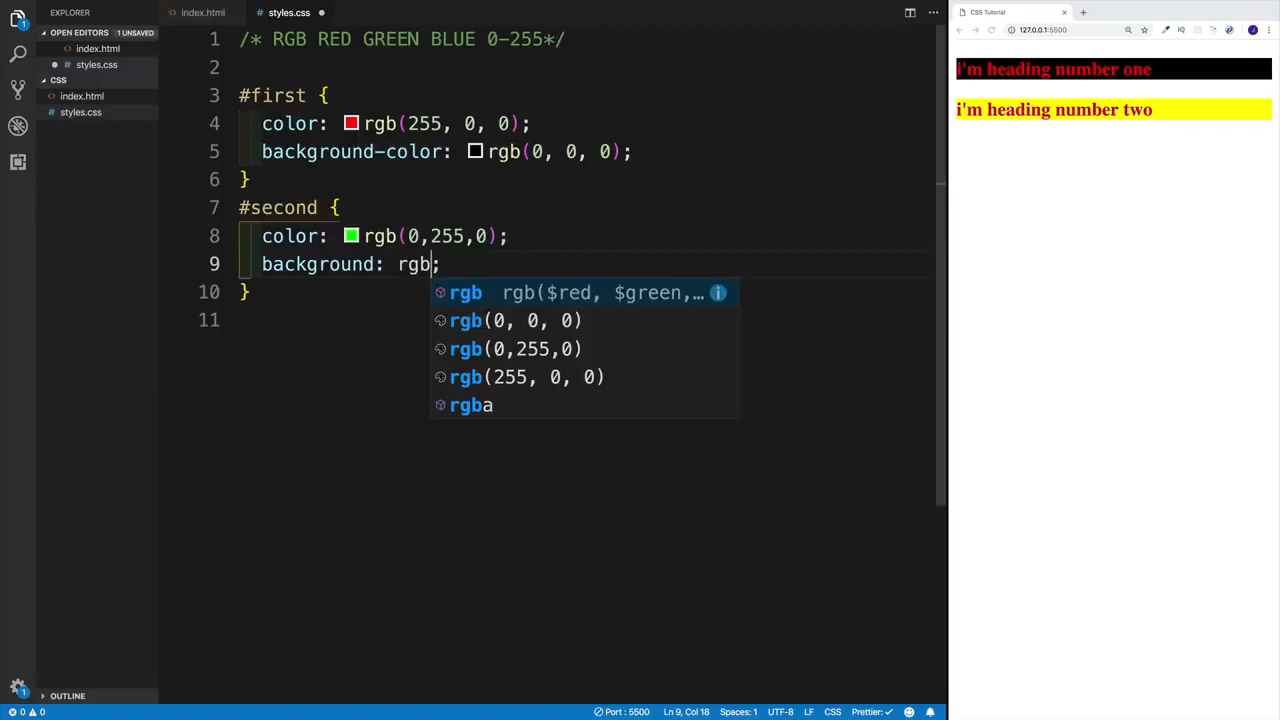 EXPLORER
OPEN EDITORS 1 UNSAVED
index.html
styles.css
CSS
index.html
styles.css
OUTLINE
index.html
styles.css
1 /* RGB RED GREEN BLUE 0-255*/
2
3 #first {
4 color: rgb(255, 0, 0);
5 background-color: rgb(0, 0, 0);
6 }
7 #second {
8 color: rgb(0,255,0);
9 background: rgb;
10 }
11
rgb rgb($red, $green,…
rgb(0, 0, 0)
rgb(0,255,0)
rgb(255, 0, 0)
rgba
CSS Tutorial
127.0.0.1:5500
i'm heading number one
i'm heading number two
0 0 Port : 5500 Ln 9, Col 18 Spaces: 1 UTF-8 LF CSS Prettier: ✓